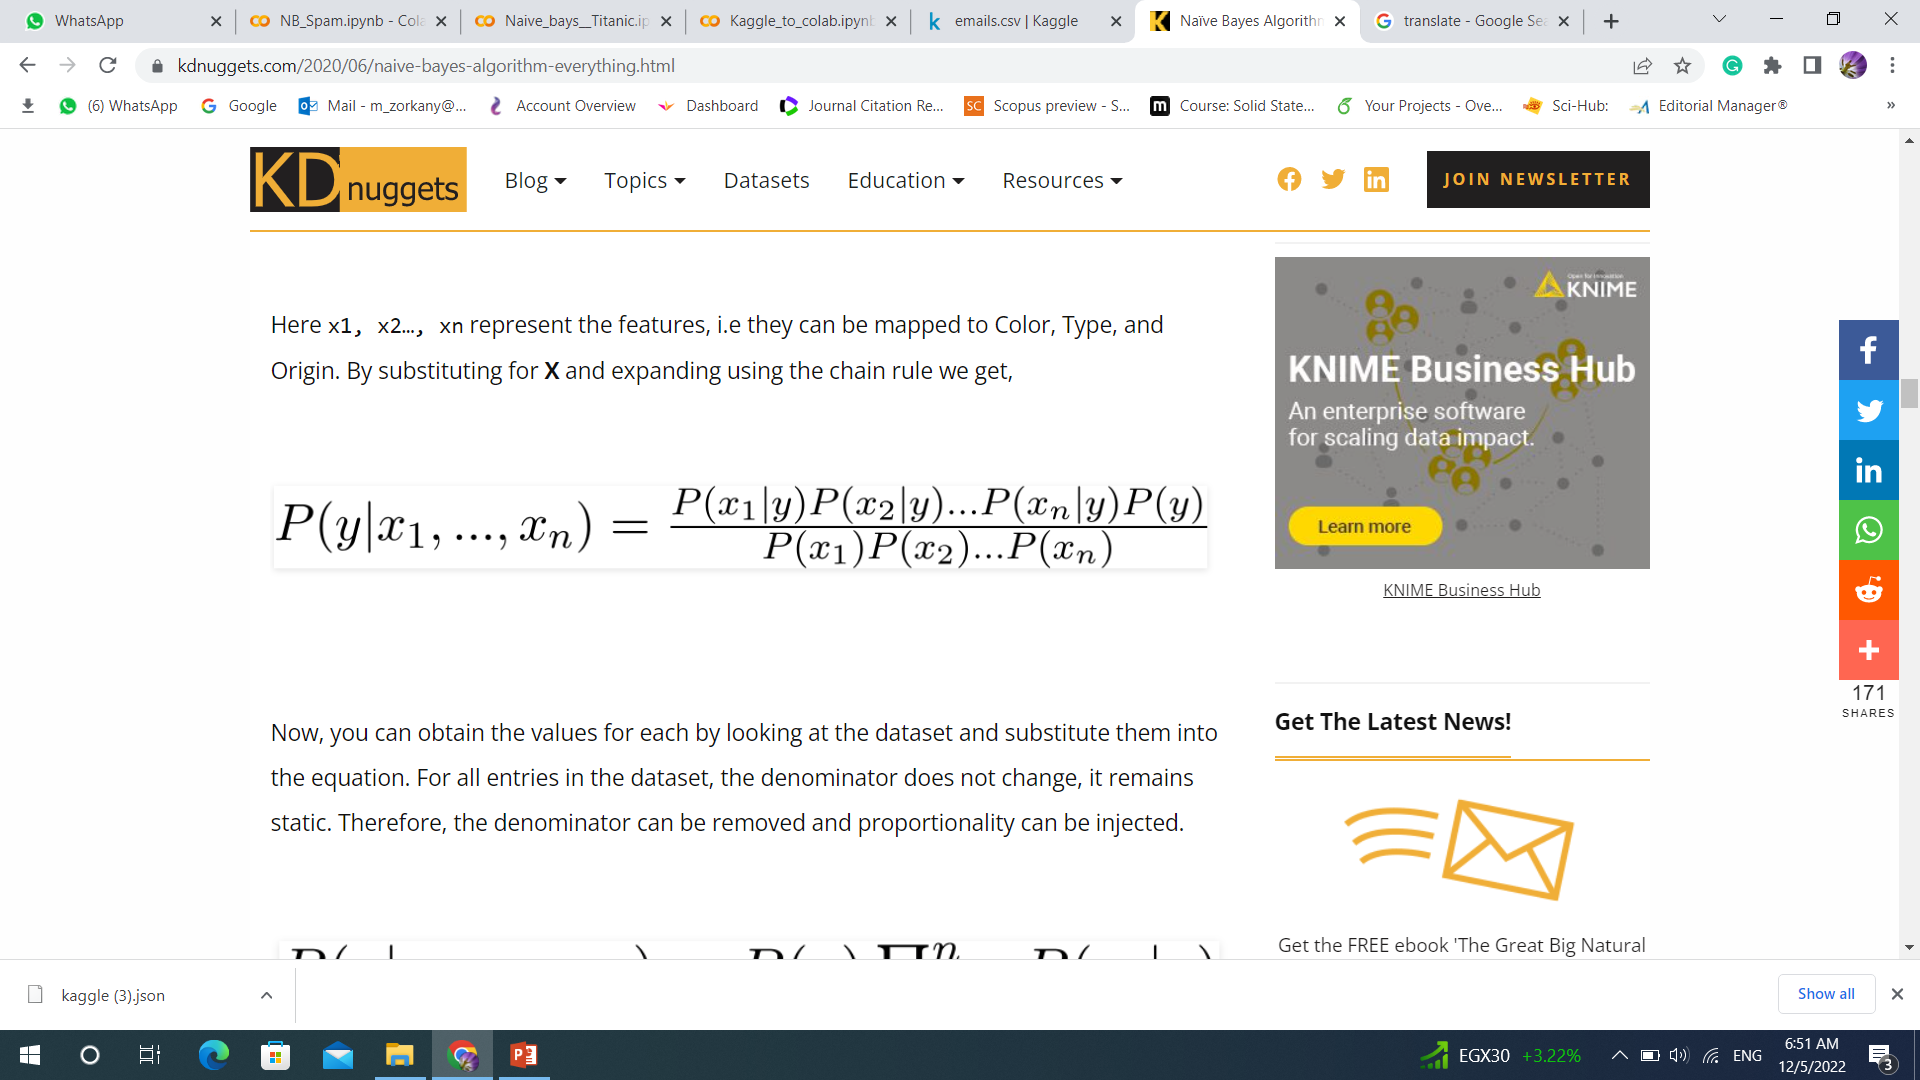 WhatsApp
NB_Spam.ipynb - Cola
Naive_bays__Titanic.ip
Kaggle_to_colab.ipynb
emails.csv | Kaggle
Naïve Bayes Algorithm
translate - Google Sea
kdnuggets.com/2020/06/naive-bayes-algorithm-everything.html
(6) WhatsApp
Google
Mail - m_zorkany@...
Account Overview
Dashboard
Journal Citation Re...
SC Scopus preview - S...
m Course: Solid State...
Your Projects - Ove...
Sci-Hub:
Editorial Manager®
»
KDnuggets
Blog
Topics
Datasets
Education
Resources
JOIN NEWSLETTER
Here x1, x2…, xn represent the features, i.e they can be mapped to Color, Type, and
Origin. By substituting for X and expanding using the chain rule we get,
P(y|x1, ..., xn) = P(x1|y)P(x2|y)...P(xn|y)P(y)
P(x1)P(x2)...P(xn)
Now, you can obtain the values for each by looking at the dataset and substitute them into
the equation. For all entries in the dataset, the denominator does not change, it remains
static. Therefore, the denominator can be removed and proportionality can be injected.
Open for Innovation
KNIME
KNIME Business Hub
An enterprise software
for scaling data impact.
Learn more
KNIME Business Hub
Get The Latest News!
Get the FREE ebook 'The Great Big Natural
171
SHARES
kaggle (3).json
Show all
EGX30 +3.22%
ENG
6:51 AM
12/5/2022
3